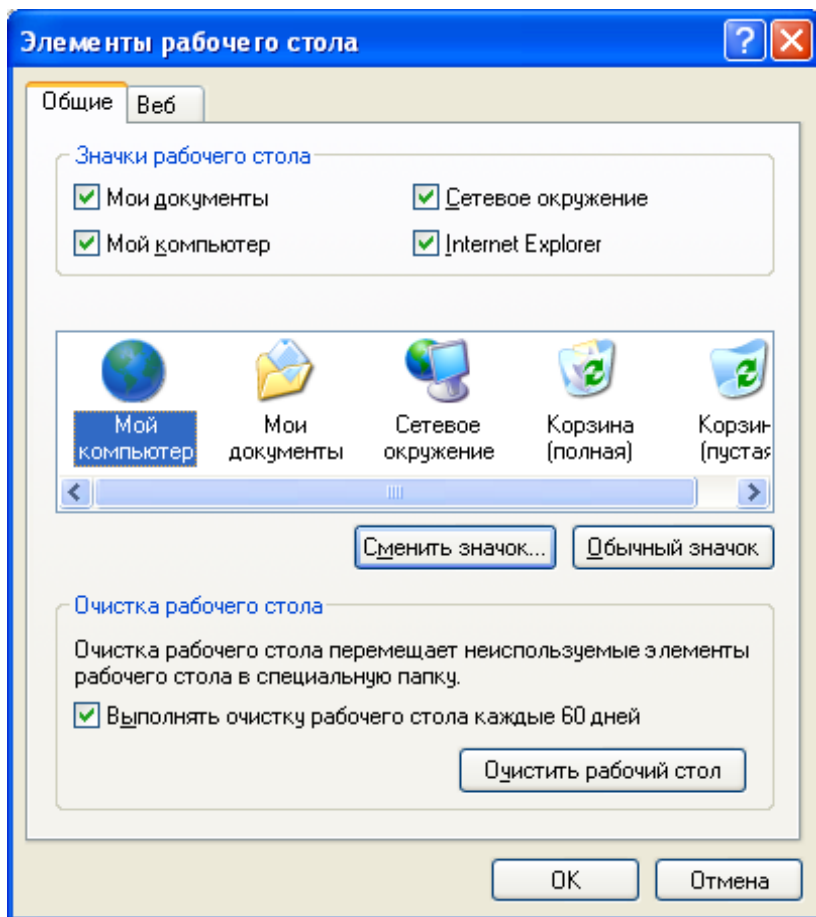 Элементы рабочего стола
Общие Веб
Значки рабочего стола
Мои документы Сетевое окружение
Мой компьютер Internet Explorer
Мой Мои Сетевое Корзина Корзин
компьютер документы окружение (полная) (пустая
Сменить значок... Обычный значок
Очистка рабочего стола
Очистка рабочего стола перемещает неиспользуемые элементы
рабочего стола в специальную папку.
Выполнять очистку рабочего стола каждые 60 дней
Очистить рабочий стол
OK Отмена